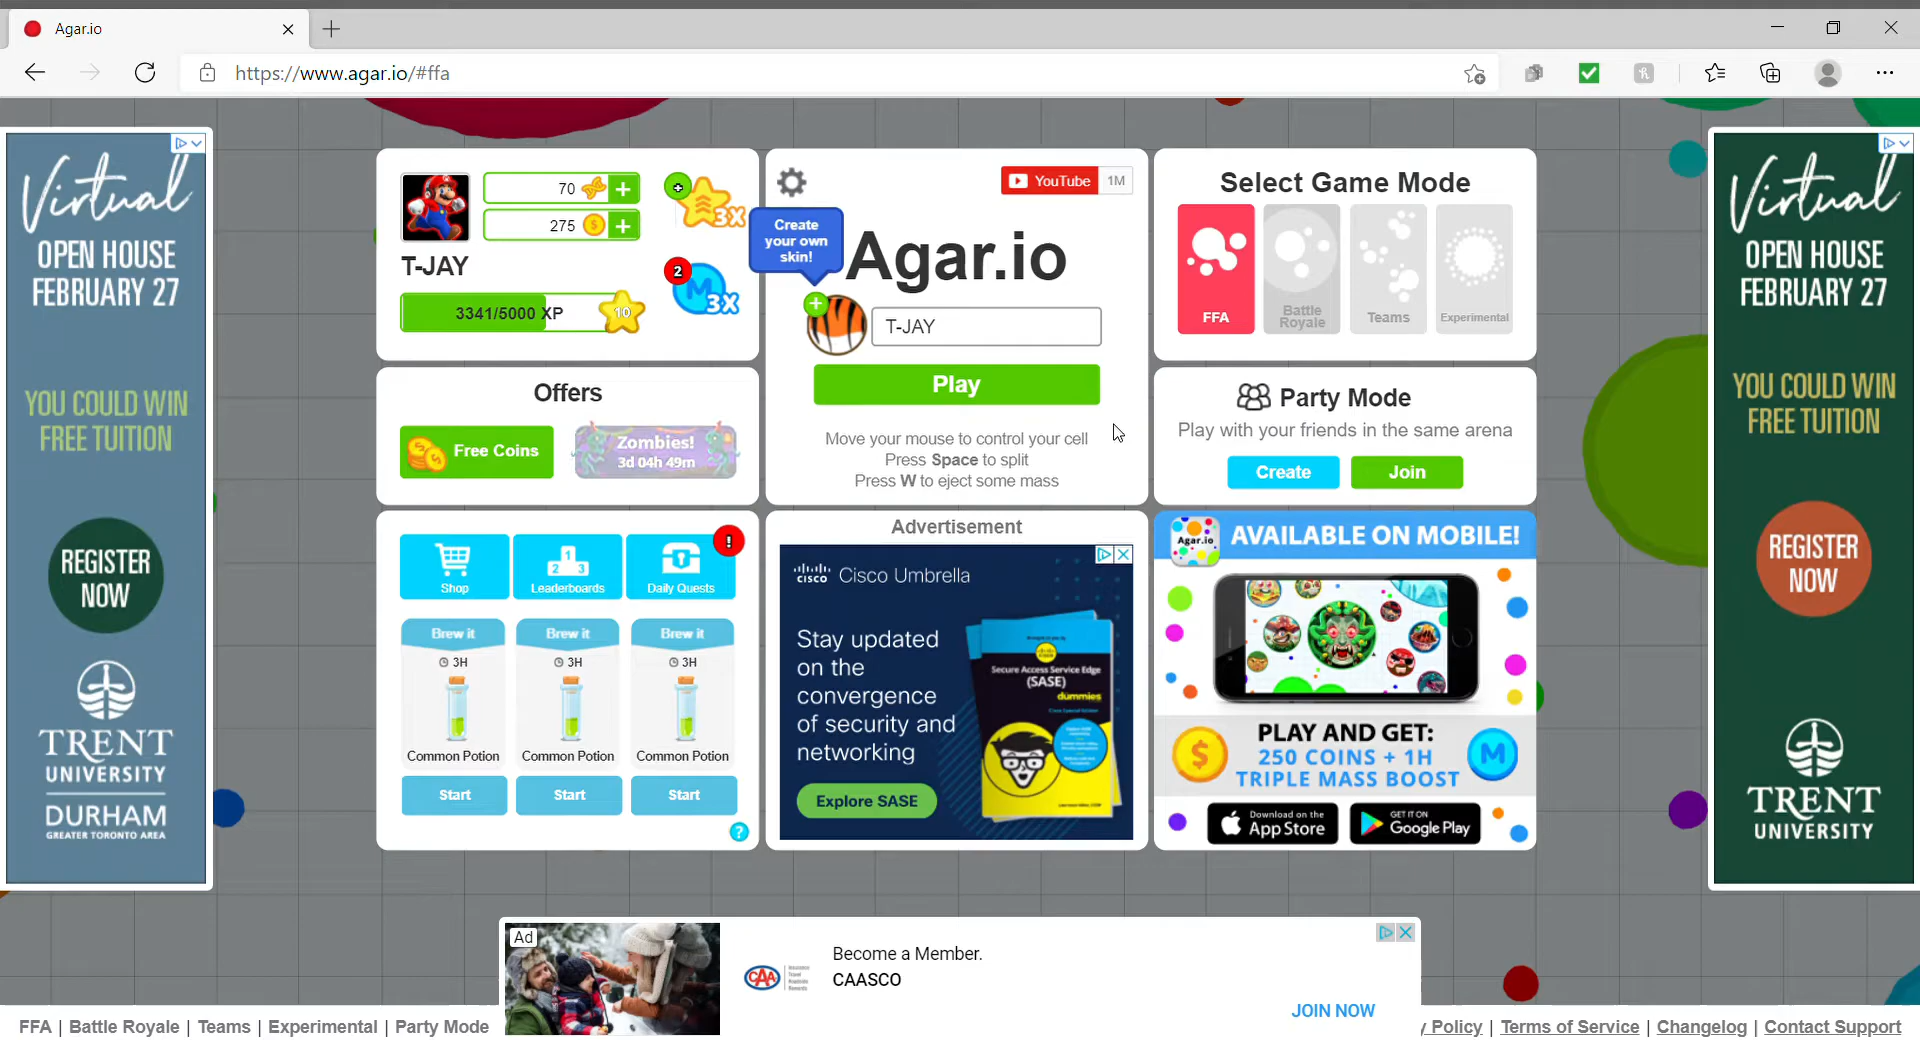 Agar.io
https://www.agar.io/#ffa
Virtual
OPEN HOUSE
FEBRUARY 27
YOU COULD WIN
FREE TUITION
REGISTER
NOW
TRENT
UNIVERSITY
DURHAM
GREATER TORONTO AREA
70
275
3X
T-JAY
2
M 3X
3341/5000 XP
10
Offers
Free Coins
Zombies!
3d 04h 49m
Shop
1 2 3
Leaderboards
Daily Quests
!
Brew it
3H
Common Potion
Start
Brew it
3H
Common Potion
Start
Brew it
3H
Common Potion
Start
?
YouTube 1M
Create
your own
skin!
Agar.io
T-JAY
Play
Move your mouse to control your cell
Press Space to split
Press W to eject some mass
Advertisement
CISCO Cisco Umbrella
Stay updated
on the
convergence
of security and
networking
Explore SASE
Secure Access Service Edge
(SASE)
dummies
Select Game Mode
FFA
Battle
Royale
Teams
Experimental
Party Mode
Play with your friends in the same arena
Create
Join
Agar.io
AVAILABLE ON MOBILE!
PLAY AND GET:
250 COINS + 1H
TRIPLE MASS BOOST
$
M
Download on the
App Store
GET IT ON
Google Play
Virtual
OPEN HOUSE
FEBRUARY 27
YOU COULD WIN
FREE TUITION
REGISTER
NOW
TRENT
UNIVERSITY
Ad
CAA
Become a Member.
CAASCO
JOIN NOW
FFA | Battle Royale | Teams | Experimental | Party Mode
y Policy | Terms of Service | Changelog | Contact Support